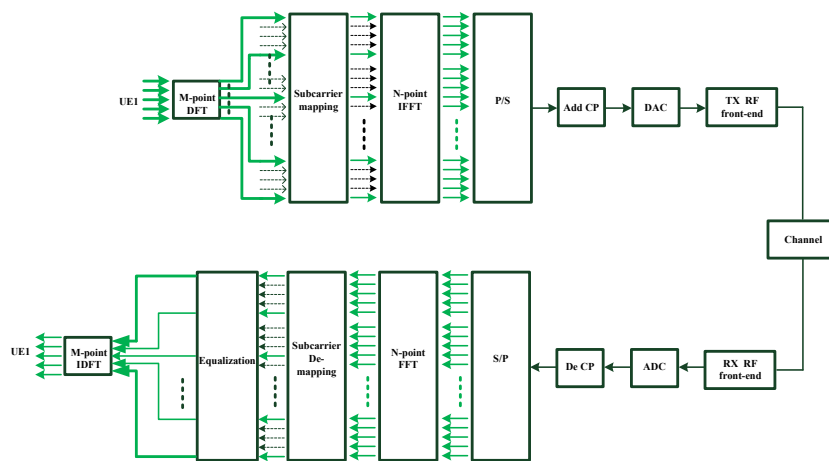 UE1
M-point
DFT
Subcarrier
mapping
N-point
IFFT
P/S
Add CP
DAC
TX RF
front-end
Channel
UE1
M-point
IDFT
Equalization
Subcarrier
De-
mapping
N-point
FFT
S/P
De CP
ADC
RX RF
front-end